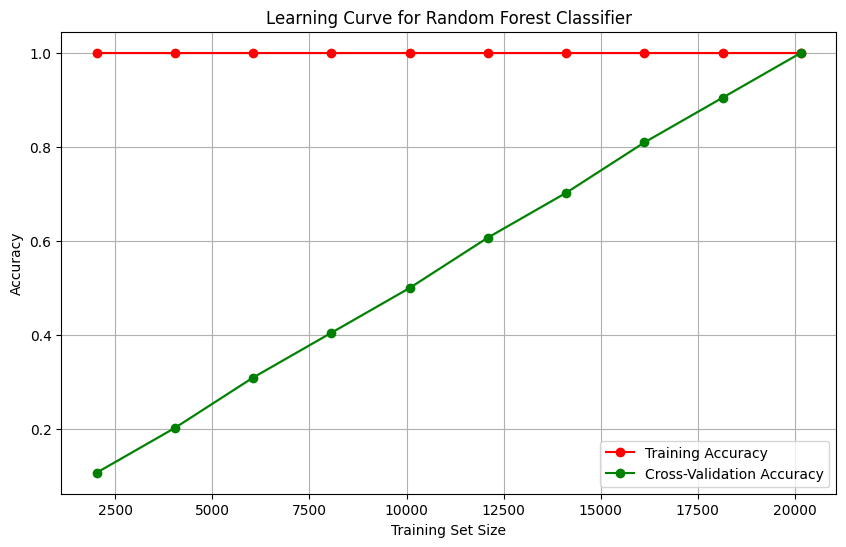 Learning Curve for Random Forest Classifier
1.0
0.8
0.6
0.4
0.2
Accuracy
2500 5000 7500 10000 12500 15000 17500 20000
Training Set Size
Training Accuracy
Cross-Validation Accuracy